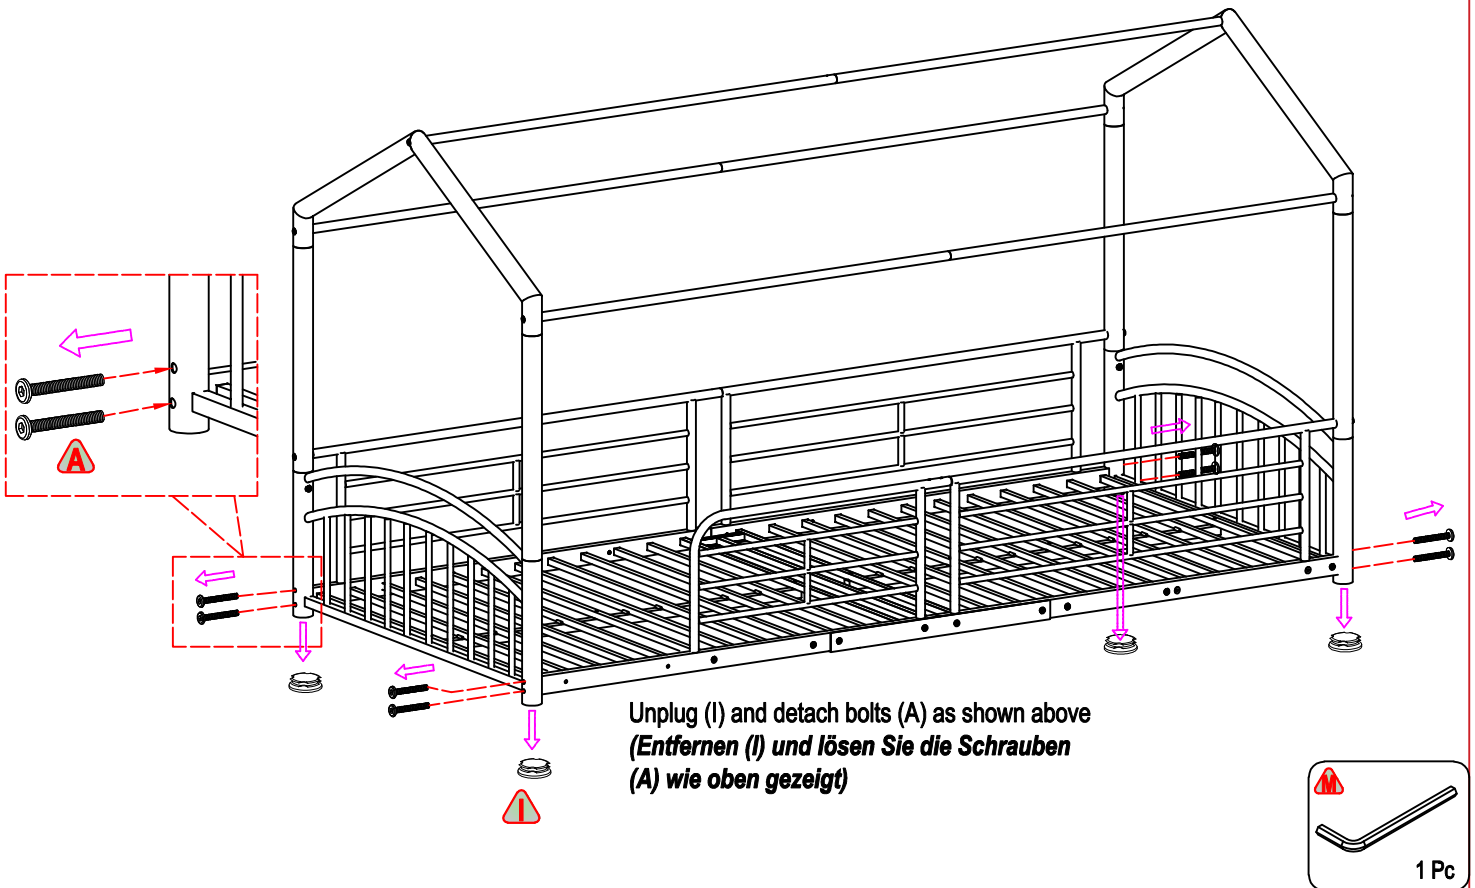 A
Unplug (I) and detach bolts (A) as shown above
(Entfernen (I) und lösen Sie die Schrauben
(A) wie oben gezeigt)
I
M
1 Pc